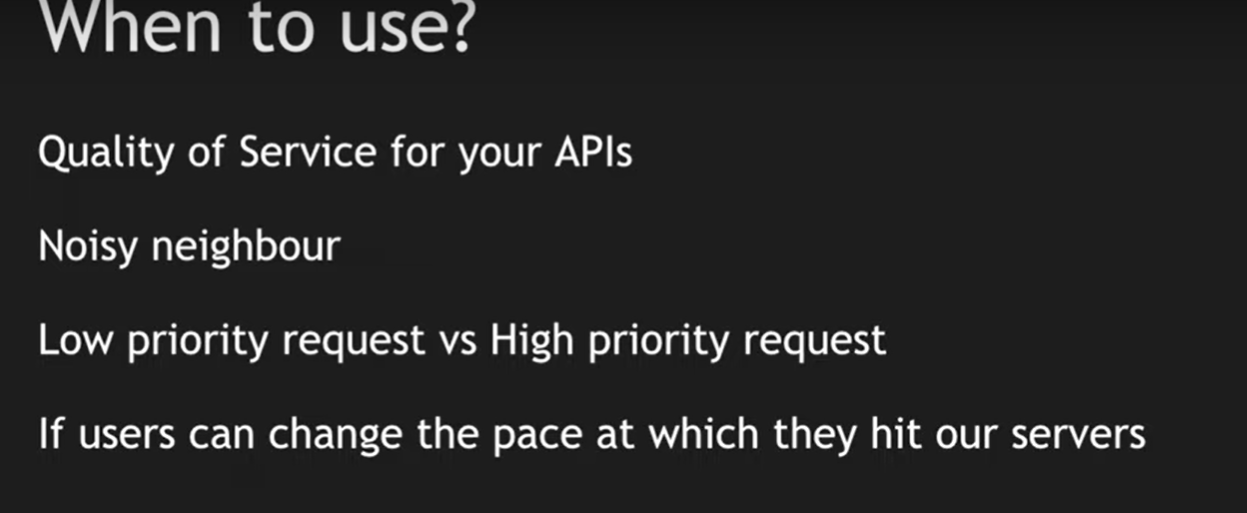 When to use?
Quality of Service for your APIs
Noisy neighbour
Low priority request vs High priority request
If users can change the pace at which they hit our servers